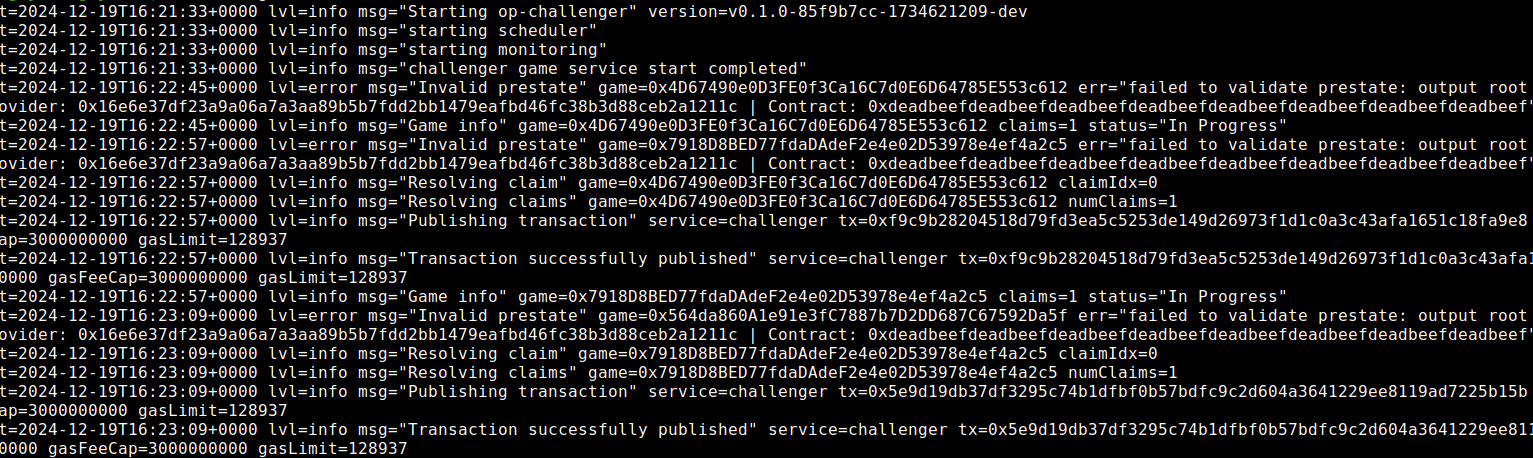 t=2024-12-19T16:21:33+0000 lvl=info msg="Starting op-challenger" version=v0.1.0-85f9b7cc-1734621209-dev
t=2024-12-19T16:21:33+0000 lvl=info msg="starting scheduler"
t=2024-12-19T16:21:33+0000 lvl=info msg="starting monitoring"
t=2024-12-19T16:21:33+0000 lvl=info msg="challenger game service start completed"
t=2024-12-19T16:22:45+0000 lvl=error msg="Invalid prestate" game=0x4D67490e0D3FE0f3Ca16C7d0E6D64785E553c612 err="failed to validate prestate: output root
ovider: 0x16e6e37df23a9a06a7a3aa89b5b7fdd2bb1479eafbd46fc38b3d88ceb2a1211c | Contract: 0xdeadbeefdeadbeefdeadbeefdeadbeefdeadbeefdeadbeefdeadbeefdeadbeef"
t=2024-12-19T16:22:45+0000 lvl=info msg="Game info" game=0x4D67490e0D3FE0f3Ca16C7d0E6D64785E553c612 claims=1 status="In Progress"
t=2024-12-19T16:22:57+0000 lvl=error msg="Invalid prestate" game=0x7918D8BED77fdaDAdeF2e4e02D53978e4ef4a2c5 err="failed to validate prestate: output root
ovider: 0x16e6e37df23a9a06a7a3aa89b5b7fdd2bb1479eafbd46fc38b3d88ceb2a1211c | Contract: 0xdeadbeefdeadbeefdeadbeefdeadbeefdeadbeefdeadbeefdeadbeefdeadbeef"
t=2024-12-19T16:22:57+0000 lvl=info msg="Resolving claim" game=0x4D67490e0D3FE0f3Ca16C7d0E6D64785E553c612 claimIdx=0
t=2024-12-19T16:22:57+0000 lvl=info msg="Resolving claims" game=0x4D67490e0D3FE0f3Ca16C7d0E6D64785E553c612 numClaims=1
t=2024-12-19T16:22:57+0000 lvl=info msg="Publishing transaction" service=challenger tx=0xf9c9b28204518d79fd3ea5c5253de149d26973f1d1c0a3c43afa1651c18fa9e8
ap=3000000000 gasLimit=128937
t=2024-12-19T16:22:57+0000 lvl=info msg="Transaction successfully published" service=challenger tx=0xf9c9b28204518d79fd3ea5c5253de149d26973f1d1c0a3c43afa1
0000 gasFeeCap=3000000000 gasLimit=128937
t=2024-12-19T16:22:57+0000 lvl=info msg="Game info" game=0x7918D8BED77fdaDAdeF2e4e02D53978e4ef4a2c5 claims=1 status="In Progress"
t=2024-12-19T16:23:09+0000 lvl=error msg="Invalid prestate" game=0x564da860A1e91e3fC7887b7D2DD687C67592Da5f err="failed to validate prestate: output root
ovider: 0x16e6e37df23a9a06a7a3aa89b5b7fdd2bb1479eafbd46fc38b3d88ceb2a1211c | Contract: 0xdeadbeefdeadbeefdeadbeefdeadbeefdeadbeefdeadbeefdeadbeefdeadbeef"
t=2024-12-19T16:23:09+0000 lvl=info msg="Resolving claim" game=0x7918D8BED77fdaDAdeF2e4e02D53978e4ef4a2c5 claimIdx=0
t=2024-12-19T16:23:09+0000 lvl=info msg="Resolving claims" game=0x7918D8BED77fdaDAdeF2e4e02D53978e4ef4a2c5 numClaims=1
t=2024-12-19T16:23:09+0000 lvl=info msg="Publishing transaction" service=challenger tx=0x5e9d19db37df3295c74b1dfbf0b57bdfc9c2d604a3641229ee8119ad7225b15b
ap=3000000000 gasLimit=128937
t=2024-12-19T16:23:09+0000 lvl=info msg="Transaction successfully published" service=challenger tx=0x5e9d19db37df3295c74b1dfbf0b57bdfc9c2d604a3641229ee811
0000 gasFeeCap=3000000000 gasLimit=128937